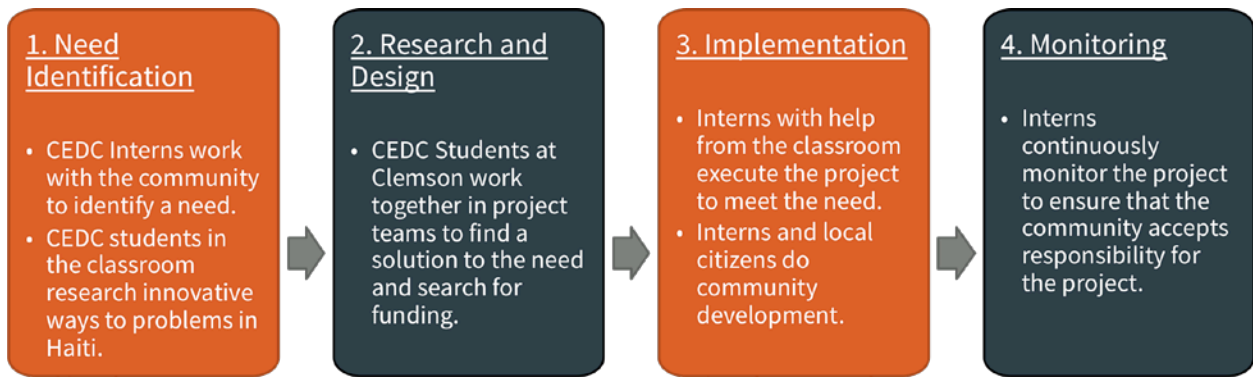 1. Need
Identification
• CEDC Interns work
with the community
to identify a need.
• CEDC students in
the classroom
research innovative
ways to problems in
Haiti.
2. Research and
Design
• CEDC Students at
Clemson work
together in project
teams to find a
solution to the need
and search for
funding.
3. Implementation
• Interns with help
from the classroom
execute the project
to meet the need.
• Interns and local
citizens do
community
development.
4. Monitoring
• Interns
continuously
monitor the project
to ensure that the
community accepts
responsibility for
the project.